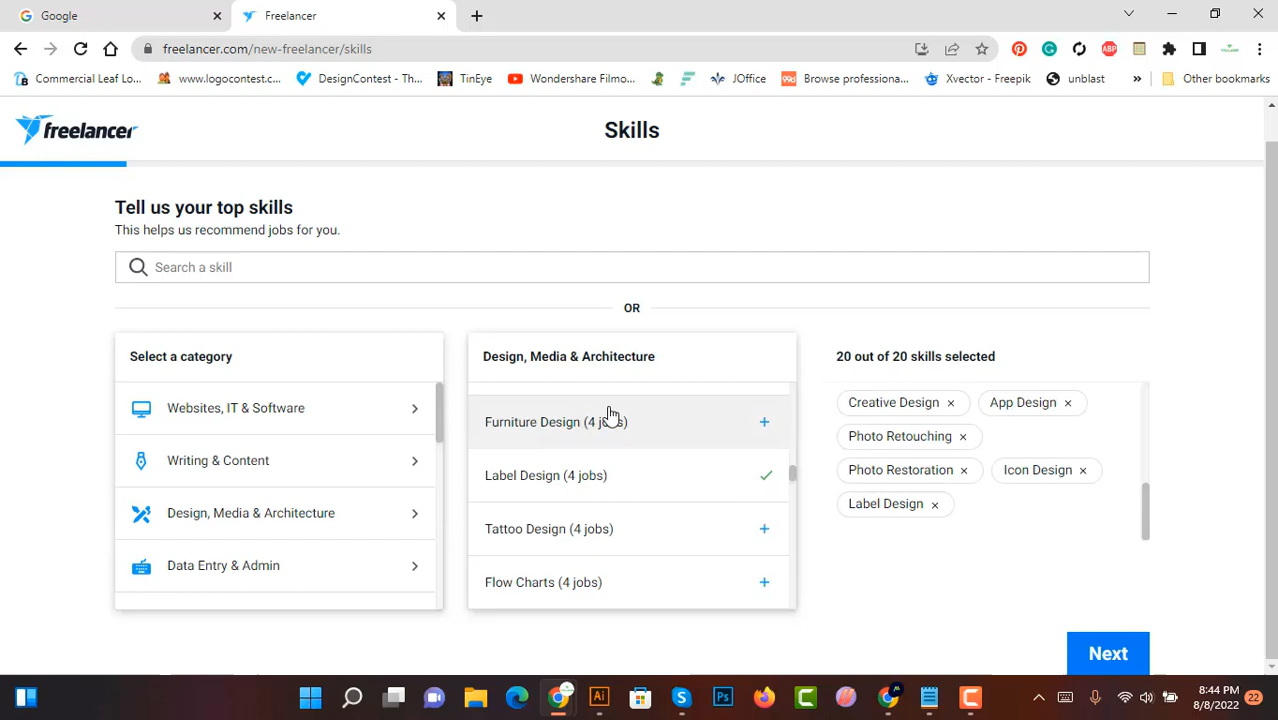 Google
Freelancer
freelancer.com/new-freelancer/skills
Commercial Leaf Lo...
www.logocontest.c...
DesignContest - Th...
TinEye
Wondershare Filmo...
JOffice
Browse professiona...
Xvector - Freepik
unblast
»
Other bookmarks
freelancer
Skills
Tell us your top skills
This helps us recommend jobs for you.
Search a skill
OR
Select a category
Websites, IT & Software
Writing & Content
Design, Media & Architecture
Data Entry & Admin
Design, Media & Architecture
Furniture Design (4 jobs)
Label Design (4 jobs)
Tattoo Design (4 jobs)
Flow Charts (4 jobs)
20 out of 20 skills selected
Creative Design × App Design ×
Photo Retouching ×
Photo Restoration × Icon Design ×
Label Design ×
Next
8:44 PM
8/8/2022
22